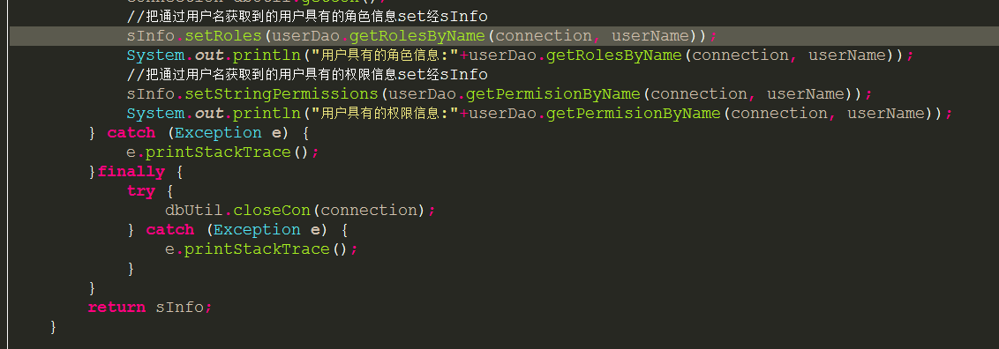 //把通过用户名获取到的用户具有的角色信息set经sInfo
sInfo.setRoles(userDao.getRolesByName(connection, userName));
System.out.println("用户具有的角色信息:"+userDao.getRolesByName(connection, userName));
//把通过用户名获取到的用户具有的权限信息set经sInfo
sInfo.setStringPermissions(userDao.getPermisionByName(connection, userName));
System.out.println("用户具有的权限信息:"+userDao.getPermisionByName(connection, userName));
} catch (Exception e) {
e.printStackTrace();
}finally {
try {
dbUtil.closeCon(connection);
} catch (Exception e) {
e.printStackTrace();
}
}
return sInfo;
}